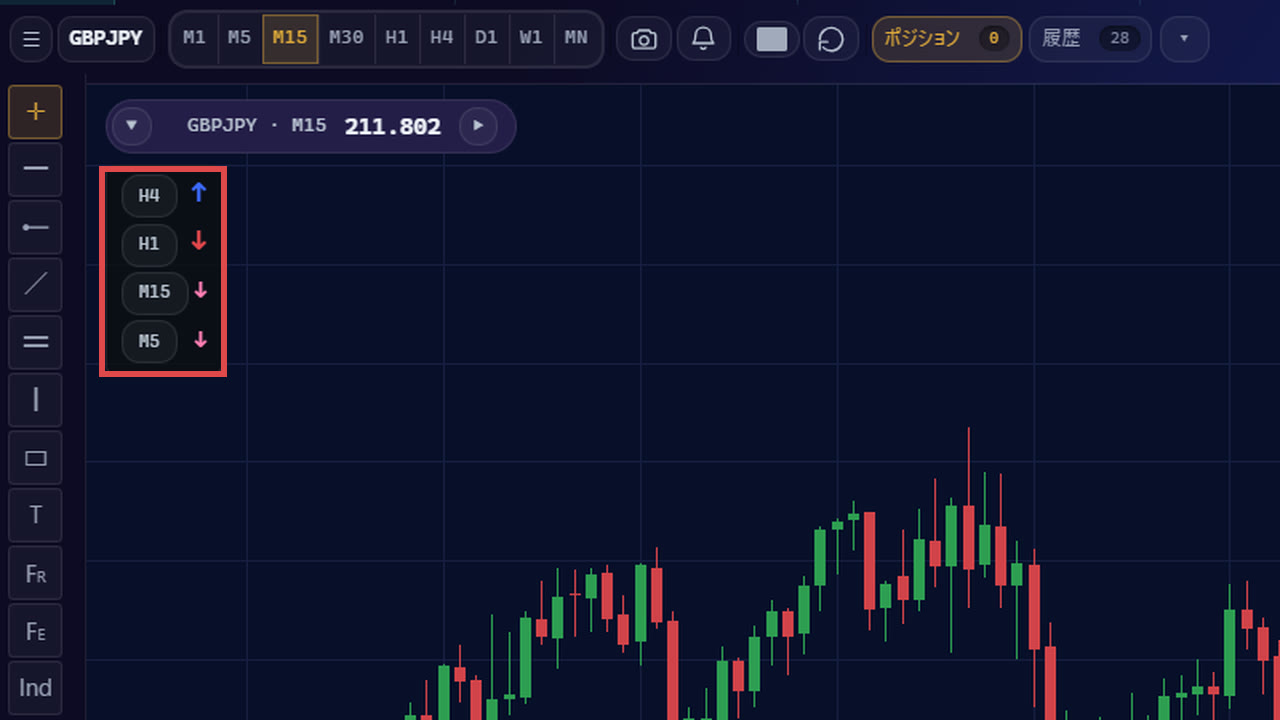 GBPJPY M1 M5 M15 M30 H1 H4 D1 W1 MN ポジション 0 履歴 28
GBPJPY · M15 211.802
H4 ↑
H1 ↓
M15 ↓
M5 ↓
T
FR
FE
Ind